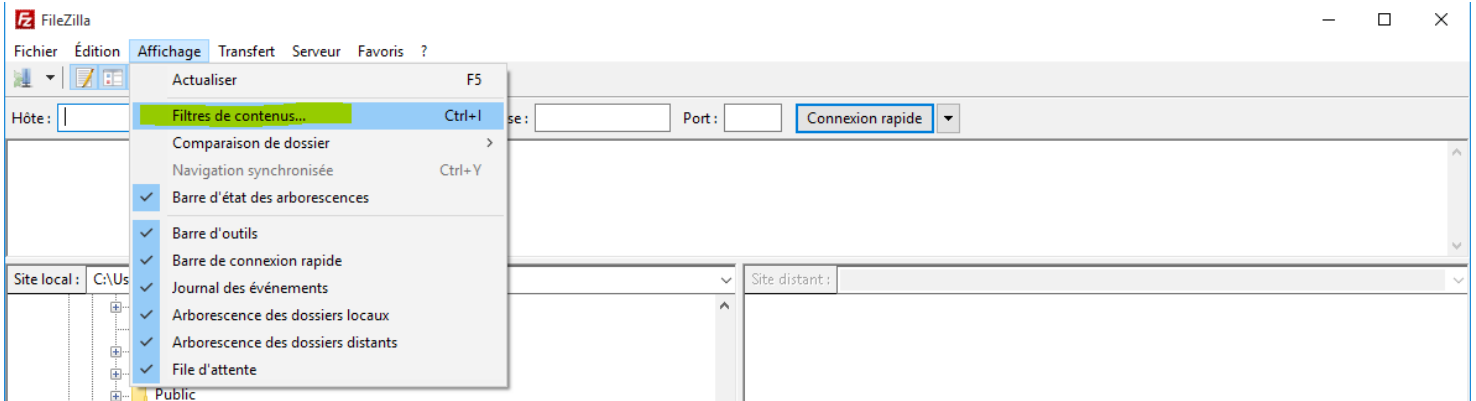 FileZilla
Fichier Édition Affichage Transfert Serveur Favoris ?
Actualiser F5
Hôte : Filtres de contenus... Ctrl+I se : Port : Connexion rapide
Comparaison de dossier
Navigation synchronisée Ctrl+Y
Barre d'état des arborescences
Barre d'outils
Barre de connexion rapide
Site local : C:\Us Site distant :
Journal des événements
Arborescence des dossiers locaux
Arborescence des dossiers distants
File d'attente
Public